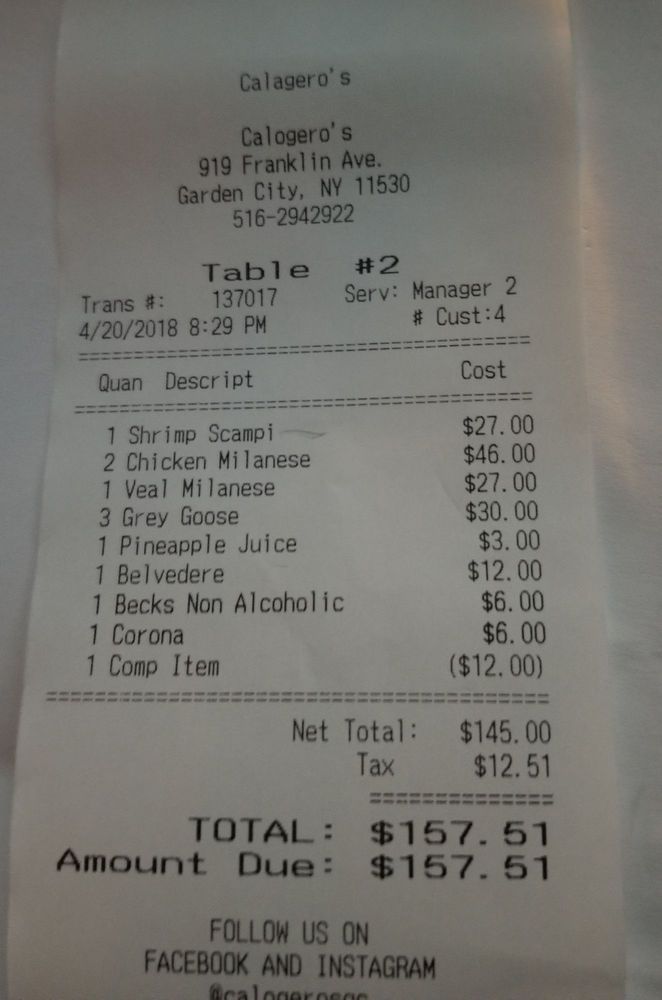 Calagero's
Calogero's
919 Franklin Ave.
Garden City, NY 11530
516-2942922
Table #2
Trans #: 137017 Serv: Manager 2
4/20/2018 8:29 PM # Cust:4
Quan Descript Cost
1 Shrimp Scampi $27.00
2 Chicken Milanese $46.00
1 Veal Milanese $27.00
3 Grey Goose $30.00
1 Pineapple Juice $3.00
1 Belvedere $12.00
1 Becks Non Alcoholic $6.00
1 Corona $6.00
1 Comp Item ($12.00)
Net Total: $145.00
Tax $12.51
TOTAL: $157.51
Amount Due: $157.51
FOLLOW US ON
FACEBOOK AND INSTAGRAM